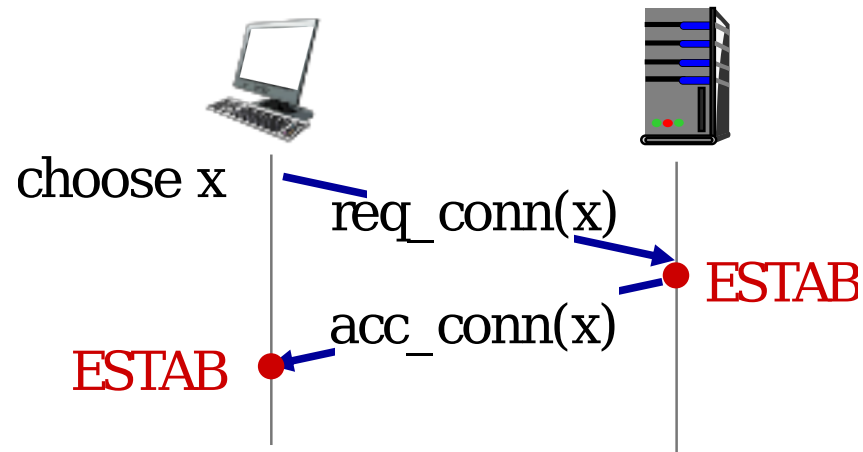 choose x
req_conn(x)
ESTAB
acc_conn(x)
ESTAB